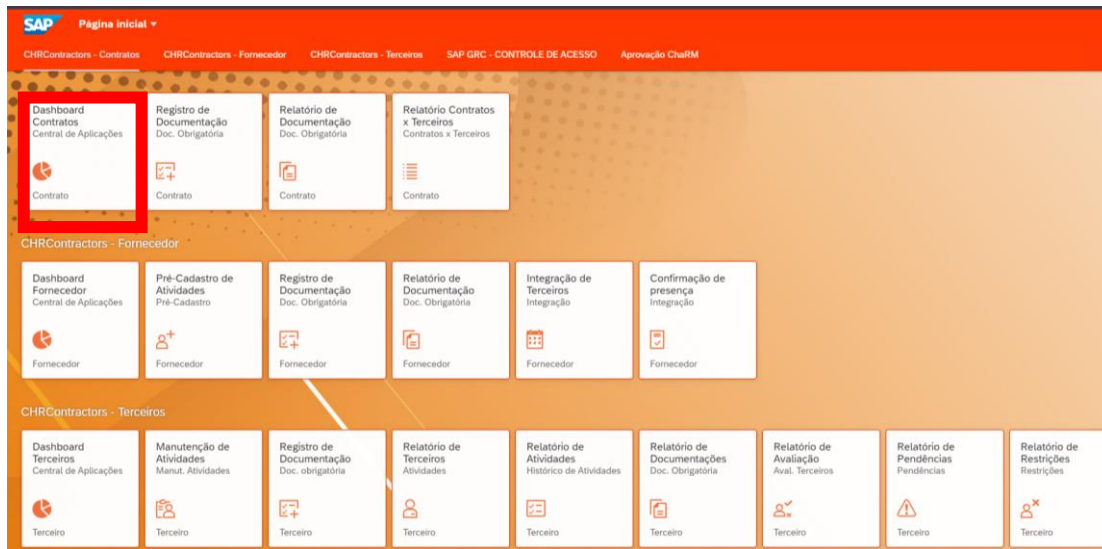 SAP Página inicial
CHRContractors - Contratos CHRContractors - Fornecedor CHRContractors - Terceiros SAP GRC - CONTROLE DE ACESSO Aprovação ChaRM
Dashboard
Contratos
Central de Aplicações
Contrato
Registro de
Documentação
Doc. Obrigatória
Contrato
Relatório de
Documentação
Doc. Obrigatória
Contrato
Relatório Contratos
x Terceiros
Contratos x Terceiros
Contrato
CHRContractors - Fornecedor
Dashboard
Fornecedor
Central de Aplicações
Fornecedor
Pré-Cadastro de
Atividades
Pré-Cadastro
Fornecedor
Registro de
Documentação
Doc. Obrigatória
Fornecedor
Relatório de
Documentação
Doc. Obrigatória
Fornecedor
Integração de
Terceiros
Integração
Fornecedor
Confirmação de
presença
Integração
Fornecedor
CHRContractors - Terceiros
Dashboard
Terceiros
Central de Aplicações
Terceiro
Manutenção de
Atividades
Manut. Atividades
Terceiro
Registro de
Documentação
Doc. obrigatória
Terceiro
Relatório de
Terceiros
Atividades
Terceiro
Relatório de
Atividades
Histórico de Atividades
Terceiro
Relatório de
Documentações
Doc. Obrigatória
Terceiro
Relatório de
Avaliação
Aval. Terceiros
Terceiro
Relatório de
Pendências
Pendências
Terceiro
Relatório de
Restrições
Restrições
Terceiro